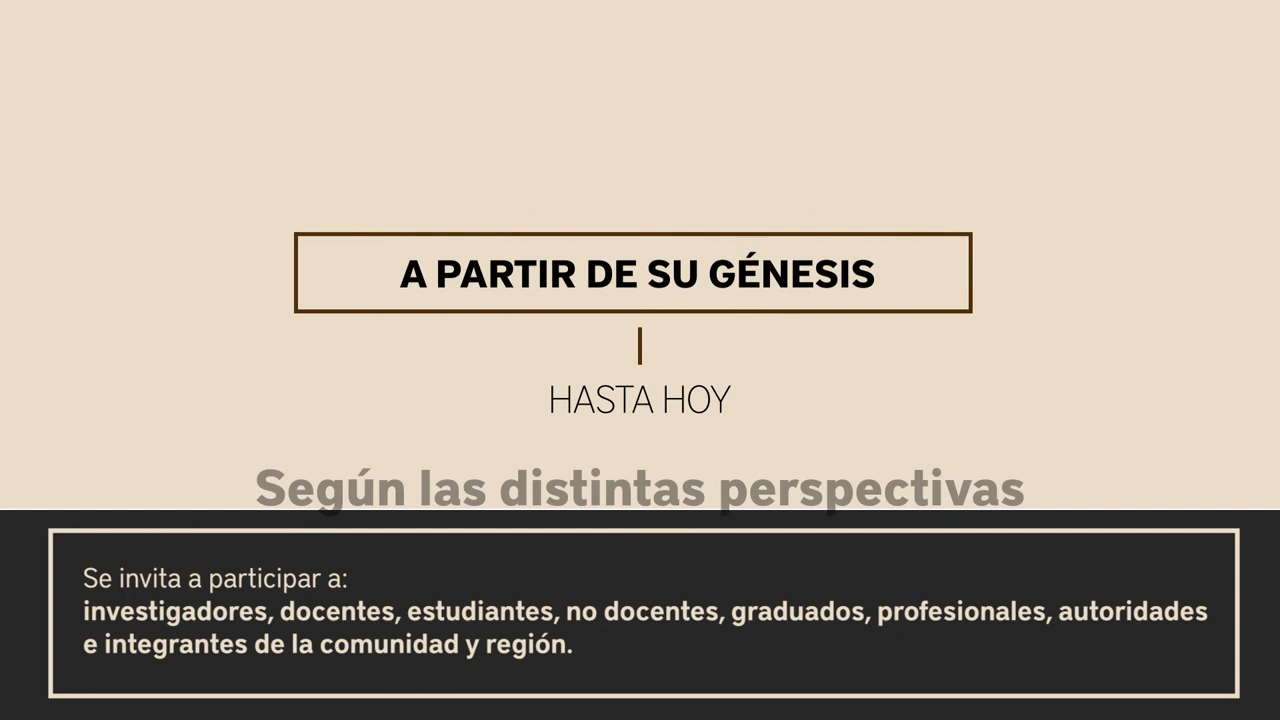 A PARTIR DE SU GÉNESIS
HASTA HOY
Según las distintas perspectivas
Se invita a participar a:
investigadores, docentes, estudiantes, no docentes, graduados, profesionales, autoridades
e integrantes de la comunidad y región.